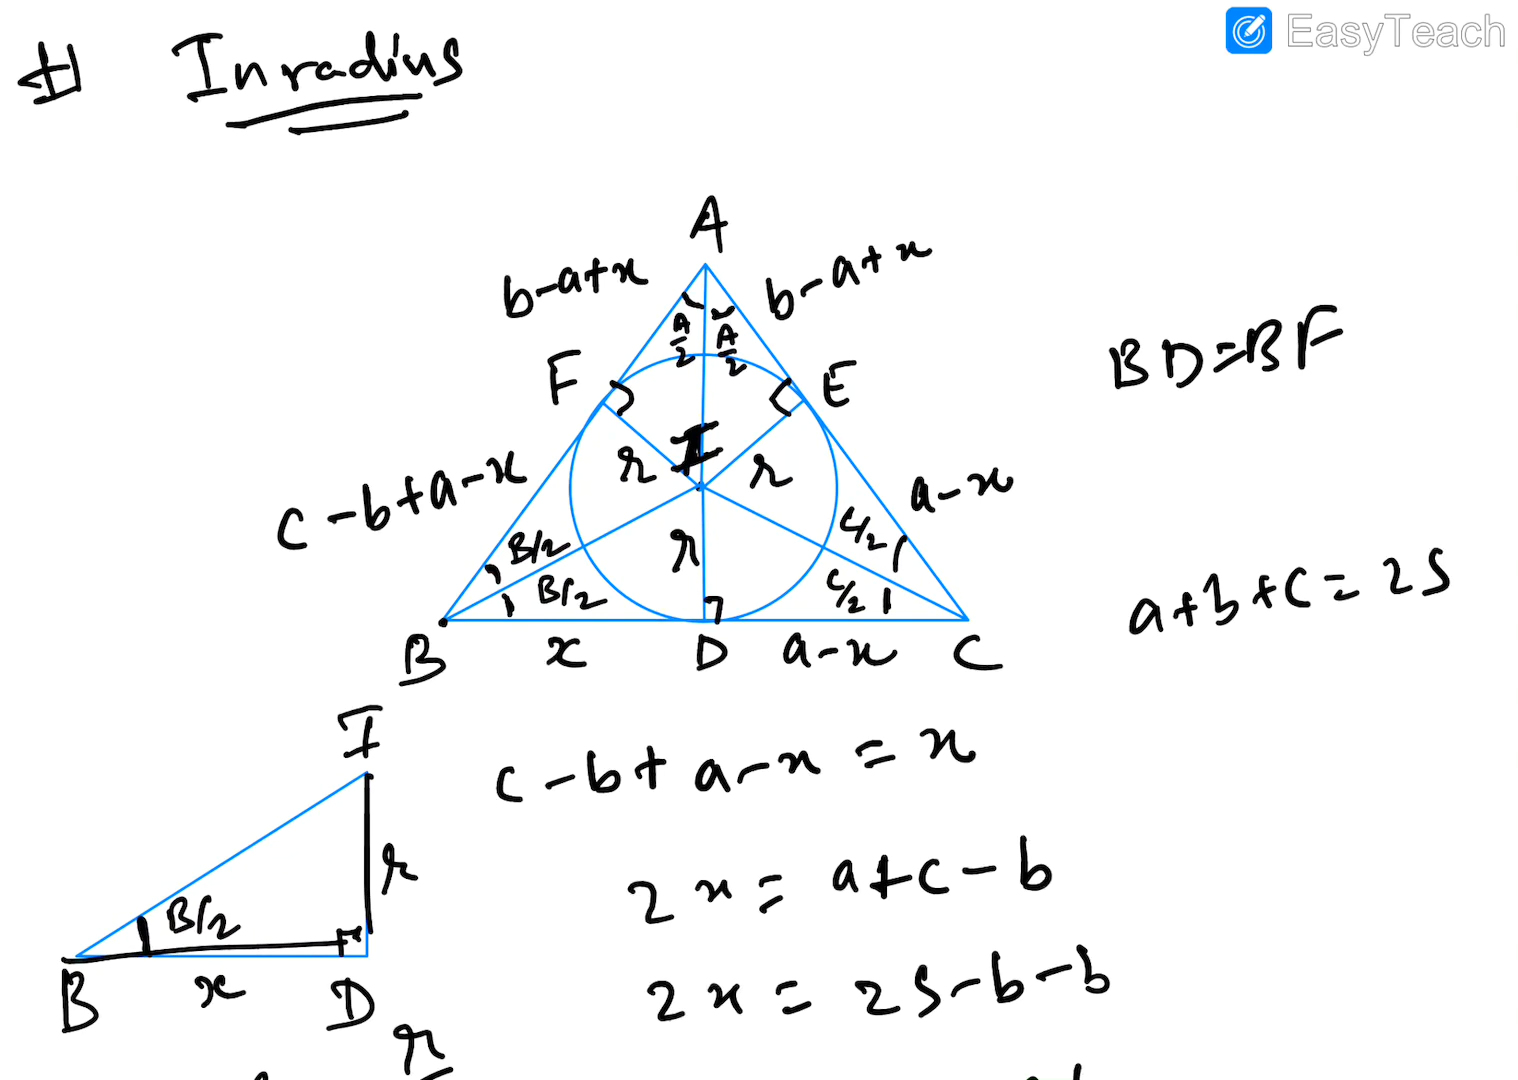 EasyTeach
Inradius
A
b-a+x b-a+x
A/2 A/2
F E
I
r r
c-b+a-x a-x
B/2 r C/2
B/2 C/2
B x D a-x C
BD=BF
a+b+c=2S
I
r
B/2
B x D
c-b+a-x=x
2x=a+c-b
2x=2S-b-b
r